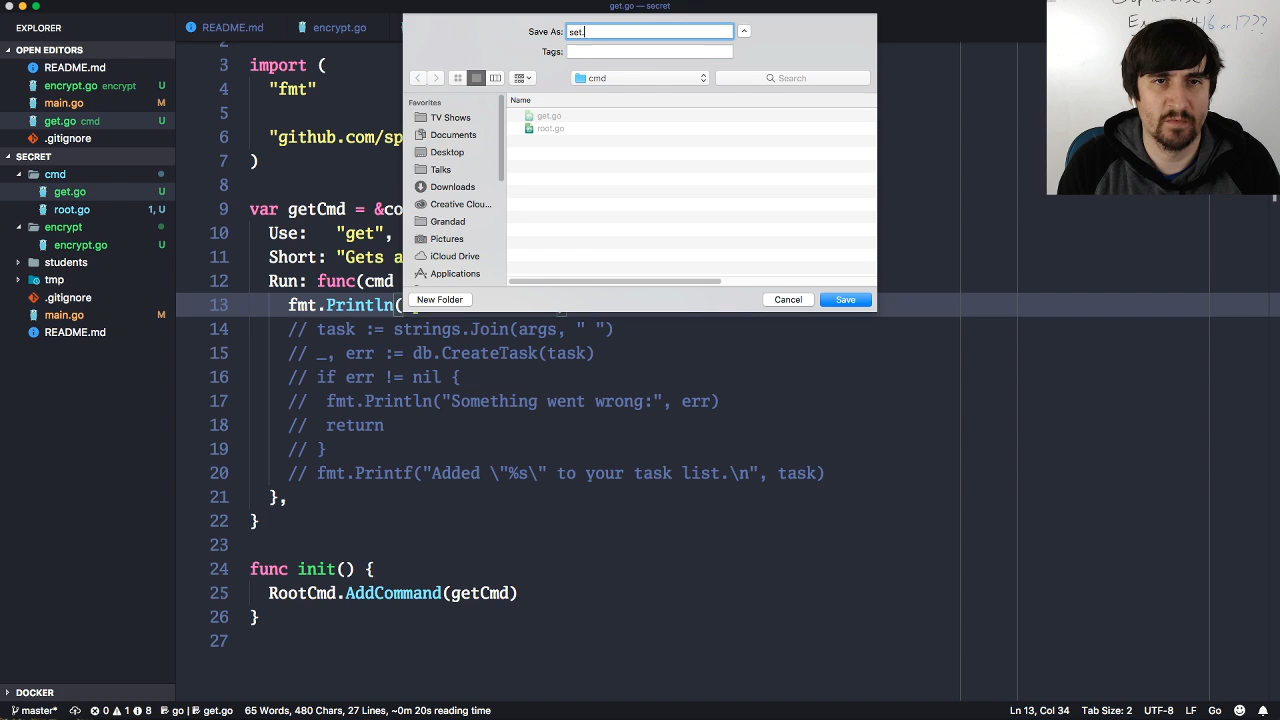 get.go — secret
EXPLORER
README.md
encrypt.go
OPEN EDITORS
README.md
encrypt.go encrypt U
main.go M
get.go cmd U
.gitignore
SECRET
cmd
get.go U
root.go 1, U
encrypt
encrypt.go U
students
tmp
.gitignore
main.go M
README.md
DOCKER
Save As: set.
Tags:
cmd
Search
Favorites
TV Shows
Documents
Desktop
Talks
Downloads
Creative Clou...
Grandad
Pictures
iCloud Drive
Applications
Name
get.go
root.go
New Folder
Cancel
Save
2
3 import (
4 "fmt"
5
6 "github.com/sp
7 )
8
9 var getCmd = &co
10 Use: "get",
11 Short: "Gets a
12 Run: func(cmd
13 fmt.Println(
14 // task := strings.Join(args, " ")
15 // _, err := db.CreateTask(task)
16 // if err != nil {
17 // fmt.Println("Something went wrong:", err)
18 // return
19 // }
20 // fmt.Printf("Added \"%s\" to your task list.\n", task)
21 },
22 }
23
24 func init() {
25 RootCmd.AddCommand(getCmd)
26 }
27
master* 0 1 8 go | get.go 65 Words, 480 Chars, 27 Lines, ~0m 20s reading time
Ln 13, Col 34 Tab Size: 2 UTF-8 LF Go